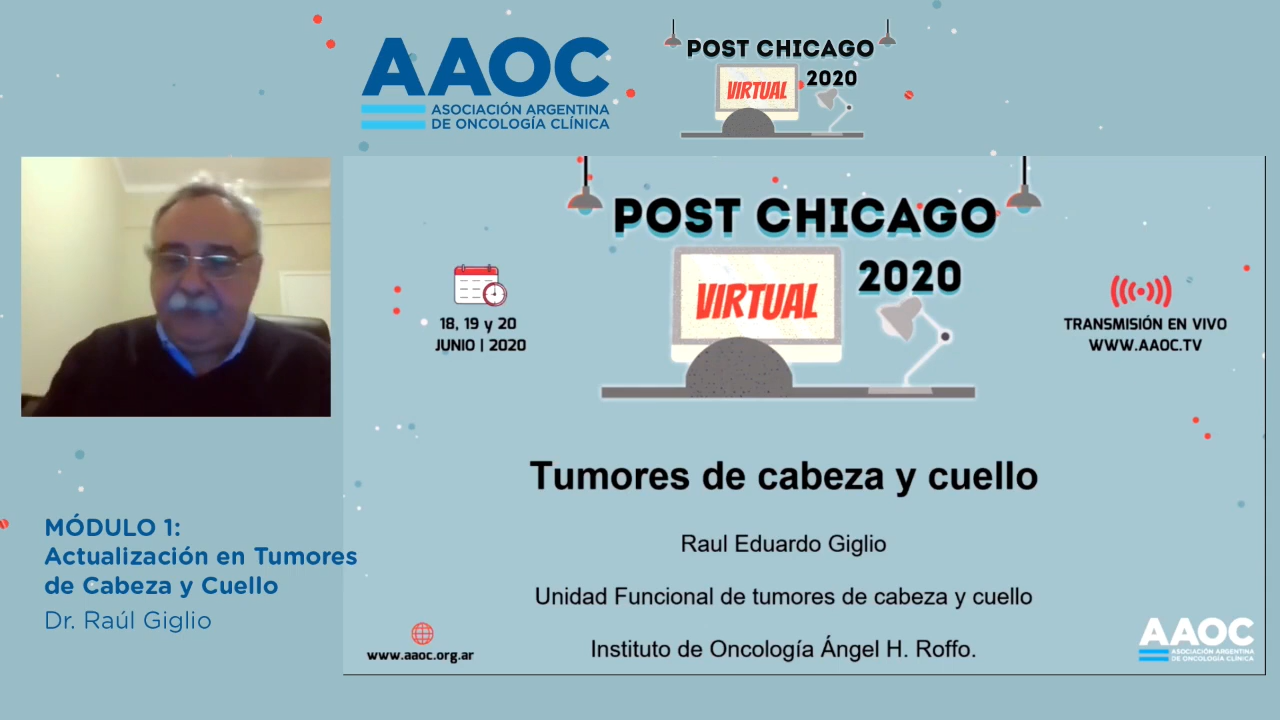 AAOC
ASOCIACIÓN ARGENTINA
DE ONCOLOGÍA CLÍNICA
POST CHICAGO
2020
VIRTUAL
POST CHICAGO
2020
VIRTUAL
18, 19 y 20
JUNIO | 2020
TRANSMISIÓN EN VIVO
WWW.AAOC.TV
Tumores de cabeza y cuello
Raul Eduardo Giglio
Unidad Funcional de tumores de cabeza y cuello
Instituto de Oncología Ángel H. Roffo.
www.aaoc.org.ar
AAOC
ASOCIACIÓN ARGENTINA
DE ONCOLOGÍA CLÍNICA
MÓDULO 1:
Actualización en Tumores
de Cabeza y Cuello
Dr. Raúl Giglio